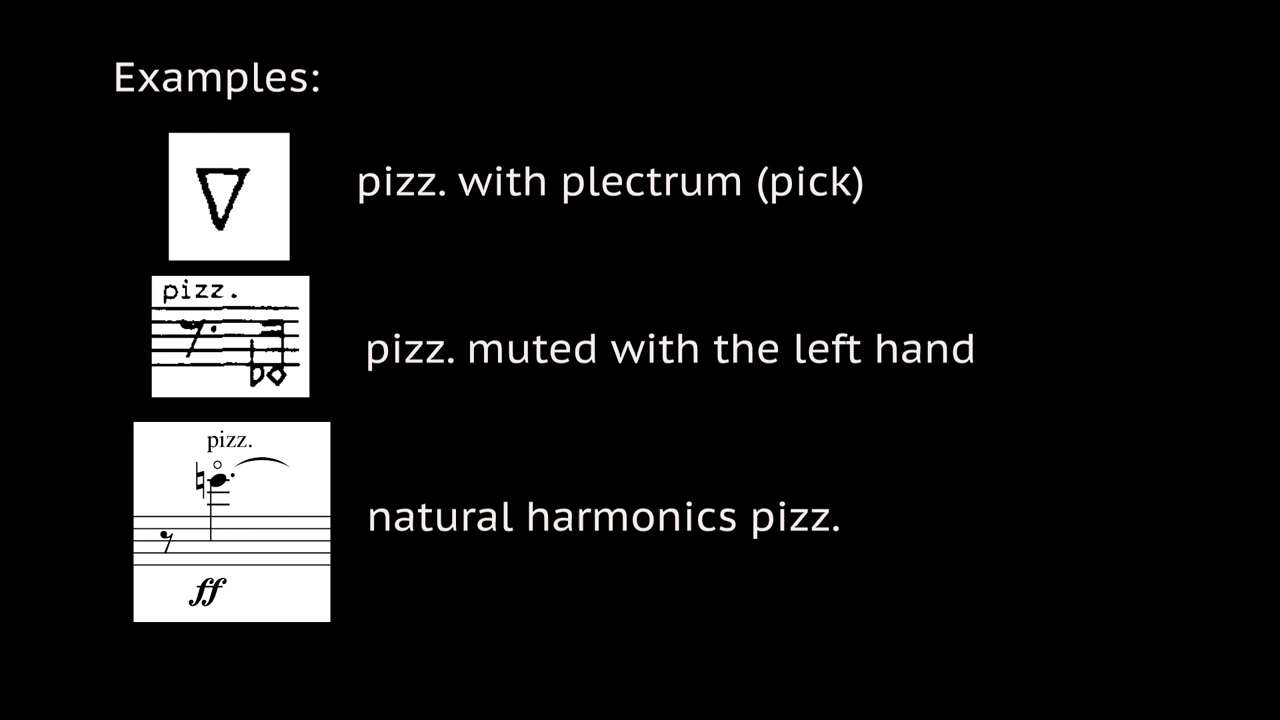 Examples:
pizz. with plectrum (pick)
pizz.
pizz. muted with the left hand
pizz.
natural harmonics pizz.
ff